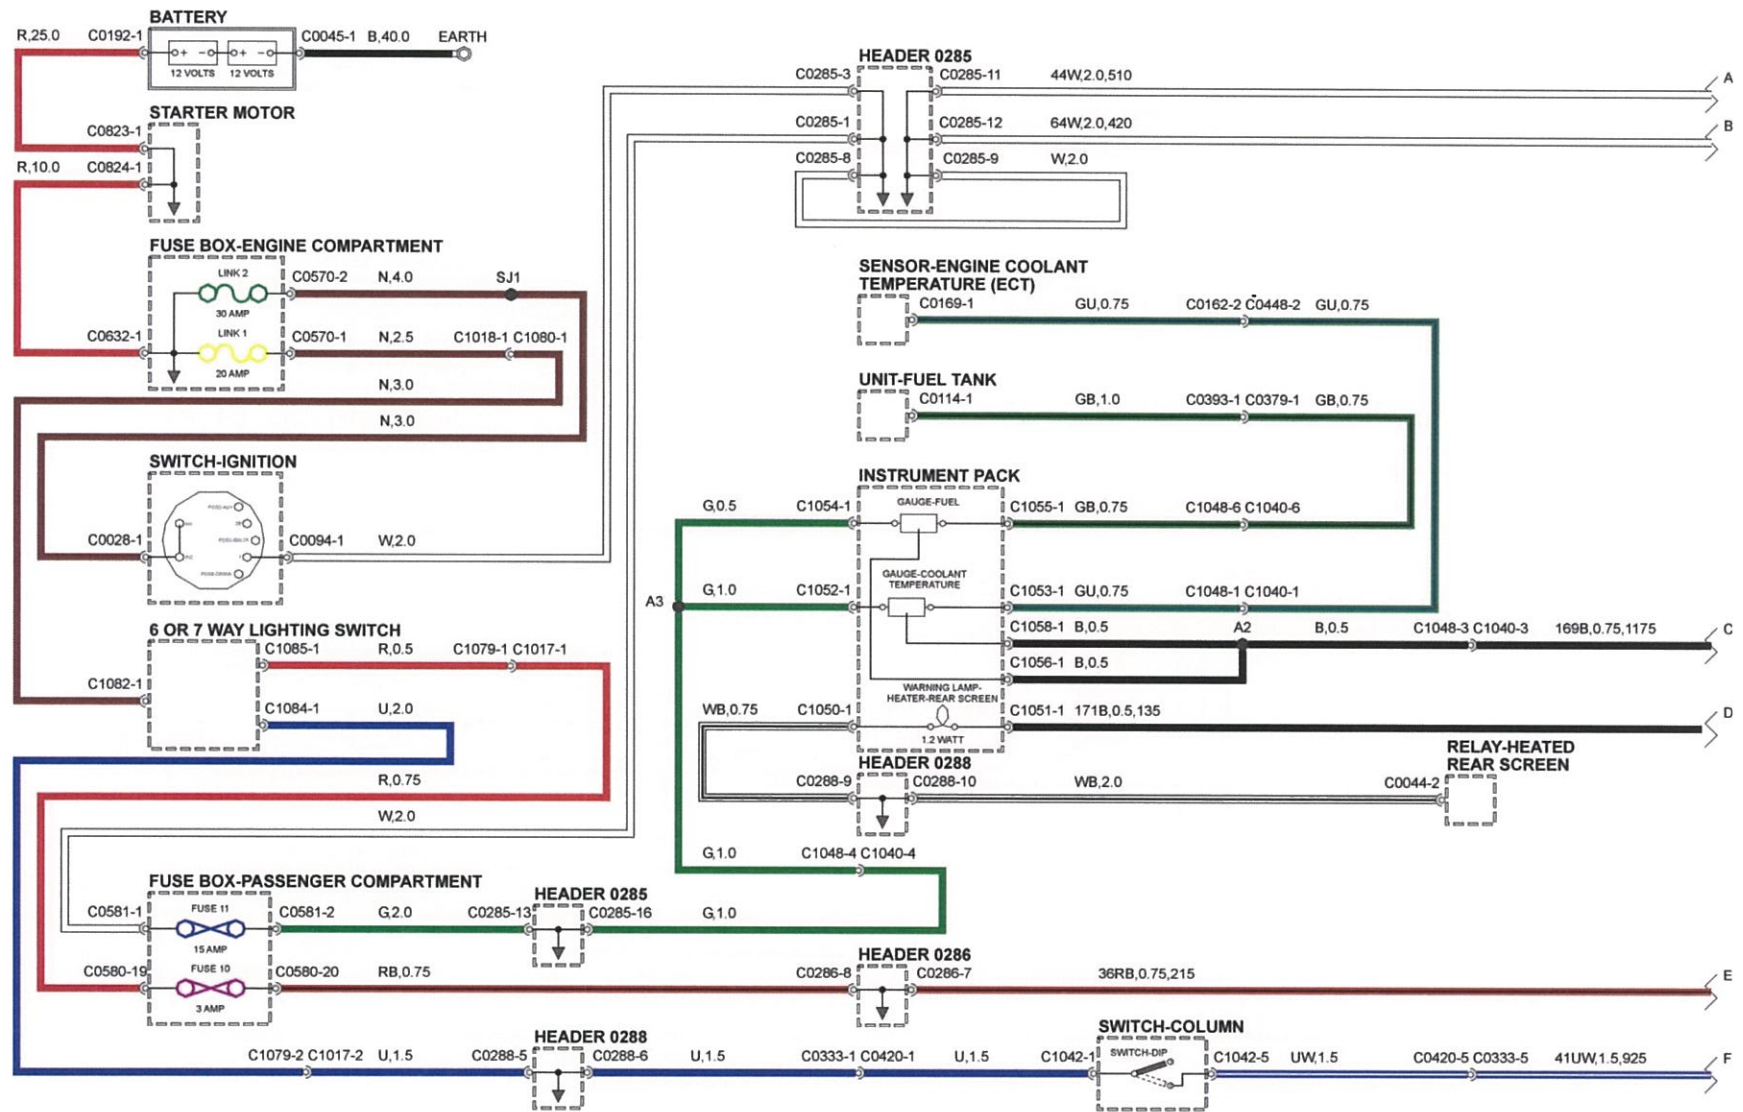 BATTERY
R,25.0 C0192-1
C0045-1 B,40.0 EARTH
12 VOLTS 12 VOLTS
STARTER MOTOR
C0823-1
R,10.0 C0824-1
FUSE BOX-ENGINE COMPARTMENT
LINK 2
C0570-2 N,4.0 SJ1
30 AMP
LINK 1
C0632-1
C0570-1 N,2.5 C1018-1 C1080-1
20 AMP
N,3.0
N,3.0
SWITCH-IGNITION
C0028-1
C0094-1 W,2.0
6 OR 7 WAY LIGHTING SWITCH
C1085-1 R,0.5 C1079-1 C1017-1
C1082-1
C1084-1 U,2.0
R,0.75
W,2.0
FUSE BOX-PASSENGER COMPARTMENT
C0581-1
FUSE 11
C0581-2 G,2.0 C0285-13
15 AMP
HEADER 0285
C0285-16 G,1.0
C0580-19
FUSE 10
C0580-20 RB,0.75 C0286-8
3 AMP
HEADER 0286
C0286-7 36RB,0.75,215 E
HEADER 0288
C1079-2 C1017-2 U,1.5 C0288-5
C0288-6 U,1.5 C0333-1 C0420-1 U,1.5 C1042-1
SWITCH-COLUMN
SWITCH-DIP
C1042-5 UW,1.5 C0420-5 C0333-5 41UW,1.5,925 F
HEADER 0285
C0285-3
C0285-11 44W,2.0,510 A
C0285-1
C0285-12 64W,2.0,420 B
C0285-8
C0285-9 W,2.0
SENSOR-ENGINE COOLANT
TEMPERATURE (ECT)
C0169-1 GU,0.75 C0162-2 C0448-2 GU,0.75
UNIT-FUEL TANK
C0114-1 GB,1.0 C0393-1 C0379-1 GB,0.75
INSTRUMENT PACK
G,0.5 C1054-1
GAUGE-FUEL
C1055-1 GB,0.75 C1048-6 C1040-6
GAUGE-COOLANT
TEMPERATURE
A3
G,1.0 C1052-1
C1053-1 GU,0.75 C1048-1 C1040-1
C1058-1 B,0.5 A2 B,0.5 C1048-3 C1040-3 169B,0.75,1175 C
C1056-1 B,0.5
WARNING LAMP-
HEATER-REAR SCREEN
WB,0.75 C1050-1
C1051-1 171B,0.5,135 D
1.2 WATT
HEADER 0288
C0288-9
C0288-10 WB,2.0 C0044-2
RELAY-HEATED
REAR SCREEN
G,1.0 C1048-4 C1040-4